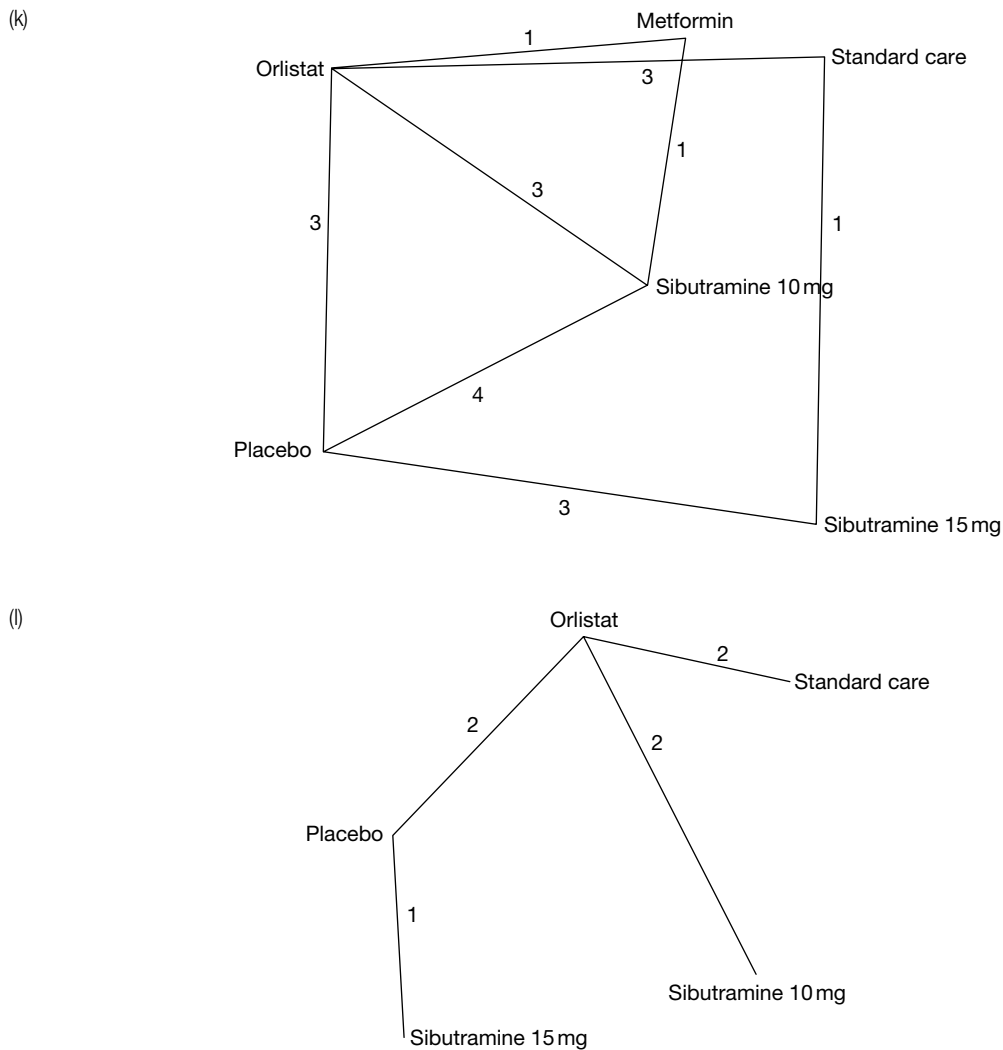 (k)
Metformin
1
Orlistat
Standard care
3
1
3
3
1
Sibutramine 10 mg
4
Placebo
3
Sibutramine 15 mg
(l)
Orlistat
2
Standard care
2
2
Placebo
1
Sibutramine 10 mg
Sibutramine 15 mg